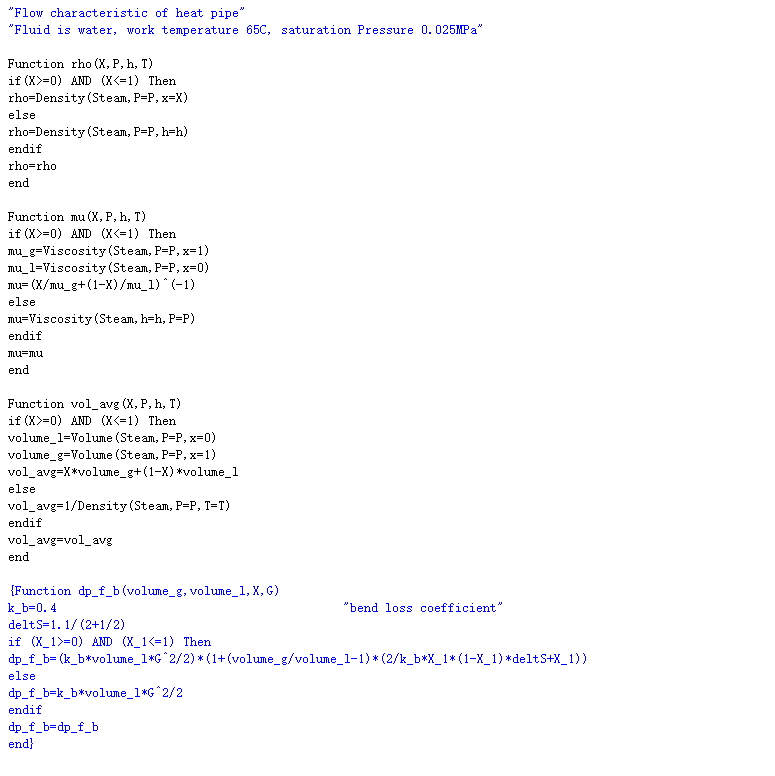 "Flow characteristic of heat pipe"
"Fluid is water, work temperature 65C, saturation Pressure 0.025MPa"
Function rho(X,P,h,T)
if(X>=0) AND (X<=1) Then
rho=Density(Steam,P=P,x=X)
else
rho=Density(Steam,P=P,h=h)
endif
rho=rho
end
Function mu(X,P,h,T)
if(X>=0) AND (X<=1) Then
mu_g=Viscosity(Steam,P=P,x=1)
mu_l=Viscosity(Steam,P=P,x=0)
mu=(X/mu_g+(1-X)/mu_l)^(-1)
else
mu=Viscosity(Steam,h=h,P=P)
endif
mu=mu
end
Function vol_avg(X,P,h,T)
if(X>=0) AND (X<=1) Then
volume_l=Volume(Steam,P=P,x=0)
volume_g=Volume(Steam,P=P,x=1)
vol_avg=X*volume_g+(1-X)*volume_l
else
vol_avg=1/Density(Steam,P=P,T=T)
endif
vol_avg=vol_avg
end
{Function dp_f_b(volume_g,volume_l,X,G)
k_b=0.4 "bend loss coefficient"
deltS=1.1/(2+1/2)
if (X_1>=0) AND (X_1<=1) Then
dp_f_b=(k_b*volume_l*G^2/2)*(1+(volume_g/volume_l-1)*(2/k_b*X_1*(1-X_1)*deltS+X_1))
else
dp_f_b=k_b*volume_l*G^2/2
endif
dp_f_b=dp_f_b
end}